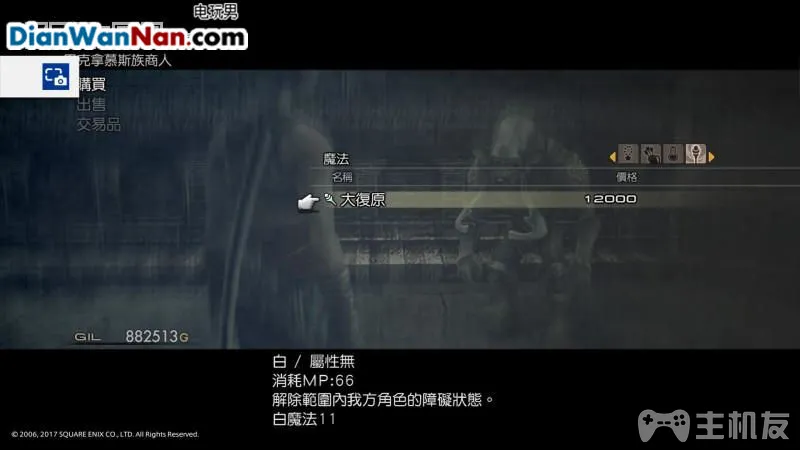 电玩男
DianWanNan.com
克拿慕斯族商人
購買
出售
交易品
魔法
名稱
價格
大復原
12000
GIL 882513G
白 / 屬性無
消耗MP:66
解除範圍內我方角色的障礙狀態。
白魔法11
© 2006, 2017 SQUARE ENIX CO., LTD. All Rights Reserved.
主机友